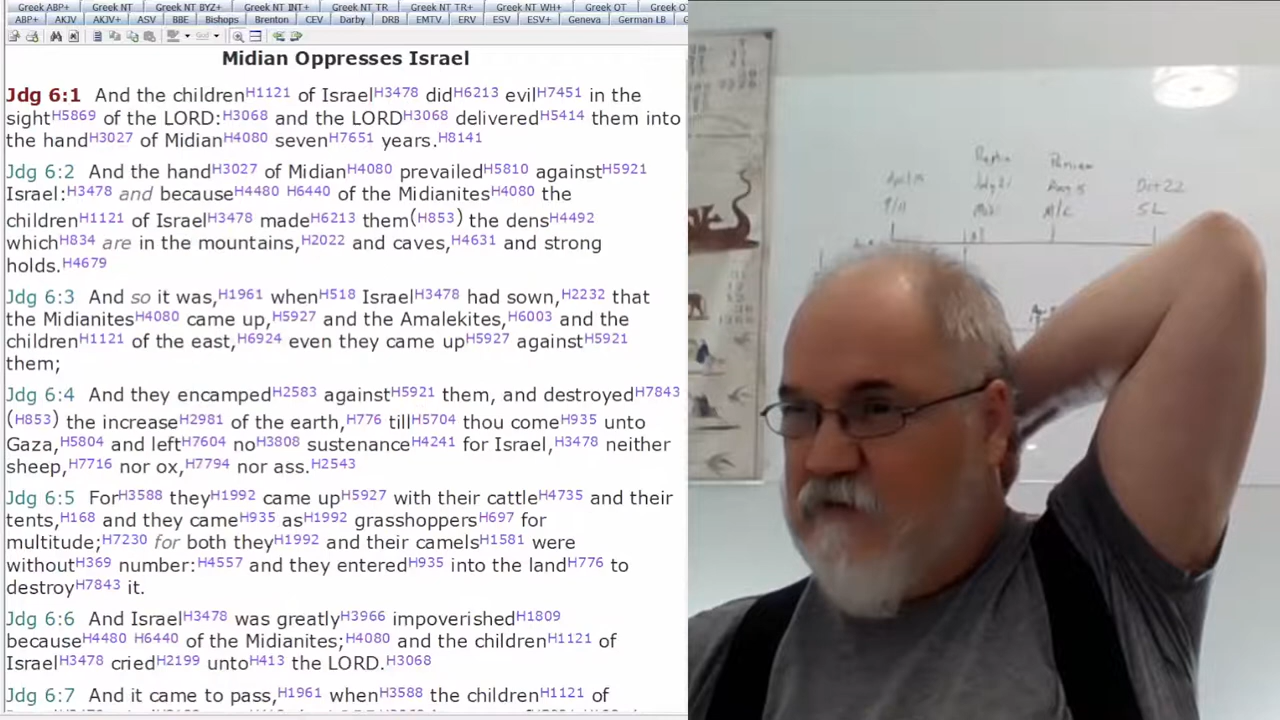 Greek ABP+ Greek NT Greek NT BYZ+ Greek NT INT+ Greek NT TR Greek NT TR+ Greek NT WH+ Greek OT Greek O
ABP+ AKJV AKJV+ ASV BBE Bishops Brenton CEV Darby DRB EMTV ERV ESV ESV+ Geneva German LB G
Midian Oppresses Israel
Jdg 6:1 And the childrenH1121 of IsraelH3478 didH6213 evilH7451 in the
sightH5869 of the LORD:H3068 and the LORDH3068 deliveredH5414 them into
the handH3027 of MidianH4080 sevenH7651 years.H8141
Jdg 6:2 And the handH3027 of MidianH4080 prevailedH5810 againstH5921
Israel:H3478 and becauseH4480 H6440 of the MidianitesH4080 the
childrenH1121 of IsraelH3478 madeH6213 them(H853) the densH4492
whichH834 are in the mountains,H2022 and caves,H4631 and strong
holds.H4679
Jdg 6:3 And so it was,H1961 whenH518 IsraelH3478 had sown,H2232 that
the MidianitesH4080 came up,H5927 and the Amalekites,H6003 and the
childrenH1121 of the east,H6924 even they came upH5927 againstH5921
them;
Jdg 6:4 And they encampedH2583 againstH5921 them, and destroyedH7843
(H853) the increaseH2981 of the earth,H776 tillH5704 thou comeH935 unto
Gaza,H5804 and leftH7604 noH3808 sustenanceH4241 for Israel,H3478 neither
sheep,H7716 nor ox,H7794 nor ass.H2543
Jdg 6:5 ForH3588 theyH1992 came upH5927 with their cattleH4735 and their
tents,H168 and they cameH935 asH1992 grasshoppersH697 for
multitude;H7230 for both theyH1992 and their camelsH1581 were
withoutH369 number:H4557 and they enteredH935 into the landH776 to
destroyH7843 it.
Jdg 6:6 And IsraelH3478 was greatlyH3966 impoverishedH1809
becauseH4480 H6440 of the Midianites;H4080 and the childrenH1121 of
IsraelH3478 criedH2199 untoH413 the LORD.H3068
Jdg 6:7 And it came to pass,H1961 whenH3588 the childrenH1121 of
Oct 22
SL